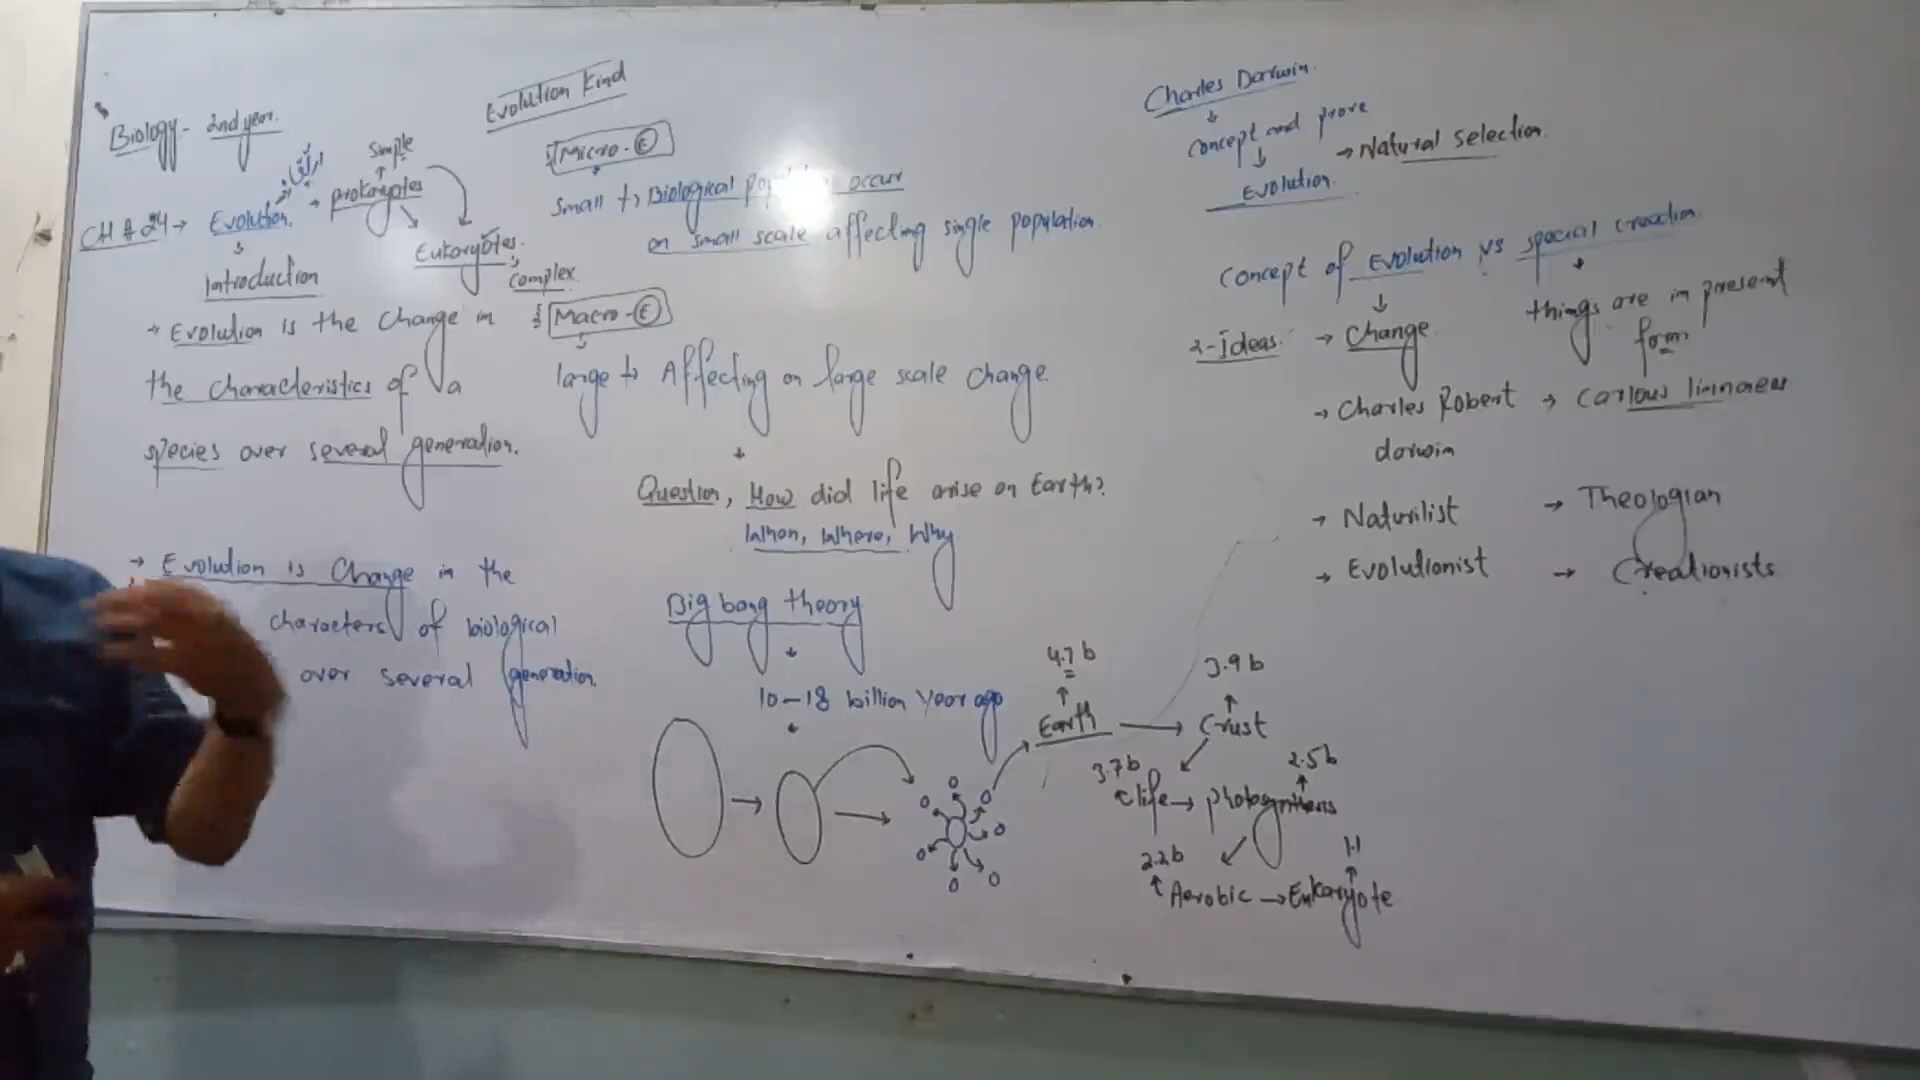 Biology - 2nd year.
CH # 24 → Evolution. → prokaryotes
ارتقاء
Simple
Eukaryotes.
complex
Introduction
→ Evolution is the change in
the characteristics of a
species over several generation.
→ Evolution is change in the
characters of biological
over several generation.
Evolution Kind
Micro - E
small → Biological occur
on small scale affecting single population
Macro - E
large → Affecting on large scale change.
Question, How did life arise on Earth?
When, Where, Why
Big bang theory
10-18 billion year ago
4.7 b
Earth → Crust
3.9 b
3.7 b
life → photosynthesis
2.5 b
2.2 b
Aerobic → Eukaryote
1.1
Charles Darwin.
concept and prove
Evolution. → Natural selection.
concept of Evolution vs special creation.
2-Ideas. → Change.
things are in present
form
→ Charles Robert → Carlous linnaeus
dorwin
→ Naturilist → Theologian
→ Evolutionist → Creationists